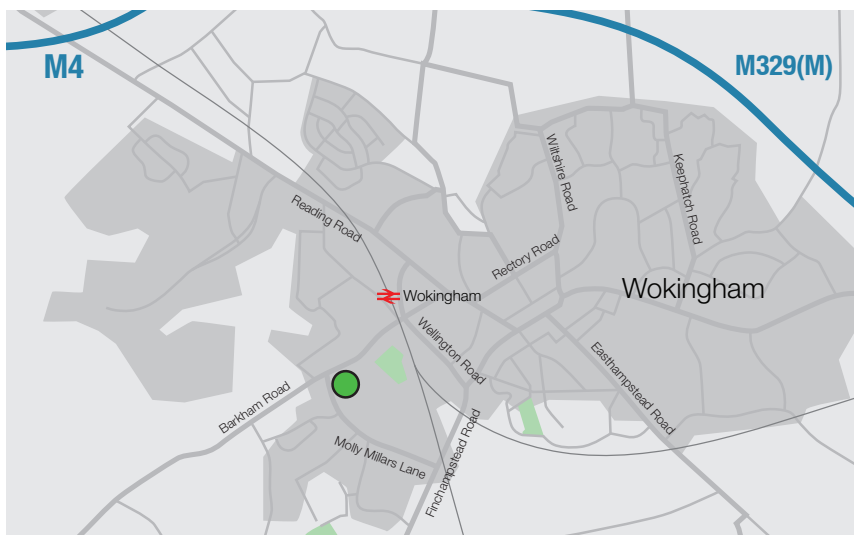 M4
M329(M)
Wiltshire Road
Keephatch Road
Reading Road
Rectory Road
Wokingham
Wokingham
Wellington Road
Easthampstead Road
Barkham Road
Molly Millars Lane
Finchampstead Road